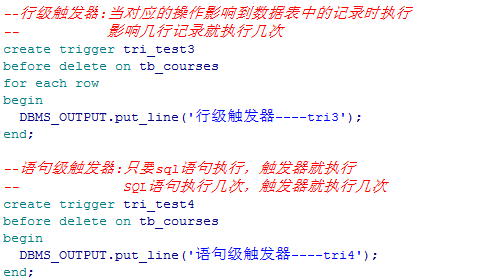 --行级触发器:当对应的操作影响到数据表中的记录时执行
-- 影响几行记录就执行几次
create trigger tri_test3
before delete on tb_courses
for each row
begin
DBMS_OUTPUT.put_line('行级触发器----tri3');
end;
--语句级触发器:只要sql语句执行，触发器就执行
-- SQL语句执行几次，触发器就执行几次
create trigger tri_test4
before delete on tb_courses
begin
DBMS_OUTPUT.put_line('语句级触发器----tri4');
end;